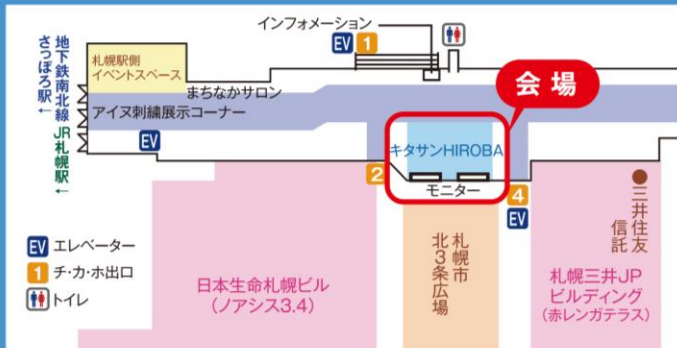 インフォメーション
EV 1
札幌駅側
イベントスペース
まちなかサロン
会場
地下鉄南北線
さっぽろ駅↑
JR札幌駅↑
アイヌ刺繍展示コーナー
EV
キタサンHIROBA
2
モニター
4
EV
EV エレベーター
1 チ・カ・ホ出口
トイレ
日本生命札幌ビル
(ノアシス3.4)
札幌市
北3条広場
三井住友
信託
札幌三井JP
ビルディング
(赤レンガテラス)